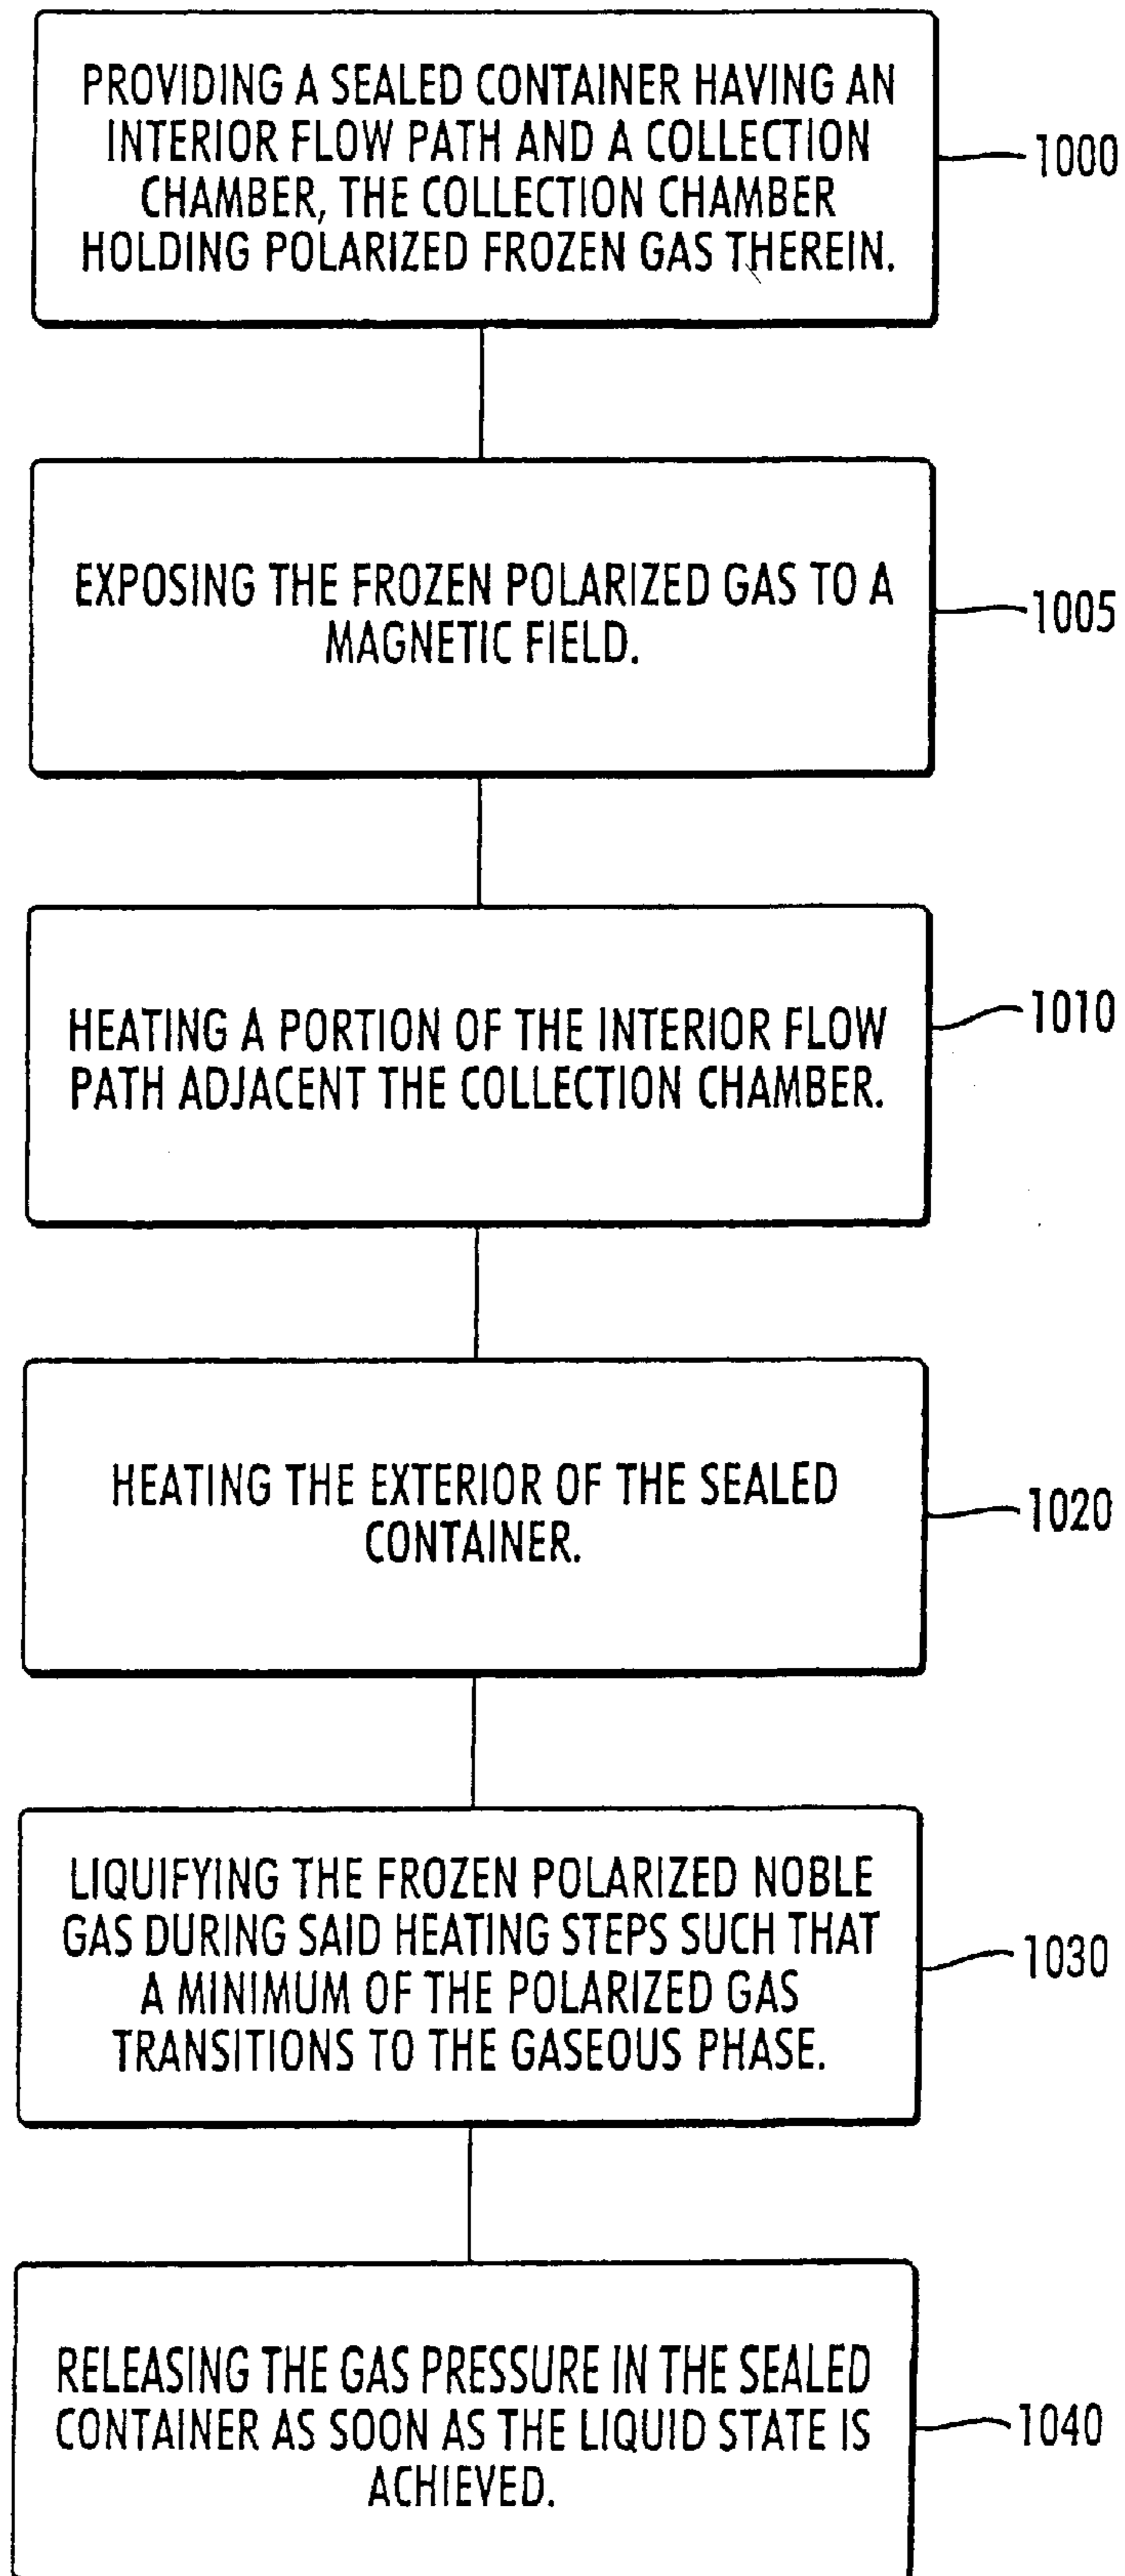 PROVIDING A SEALED CONTAINER HAVING AN
INTERIOR FLOW PATH AND A COLLECTION
CHAMBER, THE COLLECTION CHAMBER
HOLDING POLARIZED FROZEN GAS THEREIN.
1000
EXPOSING THE FROZEN POLARIZED GAS TO A
MAGNETIC FIELD.
1005
HEATING A PORTION OF THE INTERIOR FLOW
PATH ADJACENT THE COLLECTION CHAMBER.
1010
HEATING THE EXTERIOR OF THE SEALED
CONTAINER.
1020
LIQUIFYING THE FROZEN POLARIZED NOBLE
GAS DURING SAID HEATING STEPS SUCH THAT
A MINIMUM OF THE POLARIZED GAS
TRANSITIONS TO THE GASEOUS PHASE.
1030
RELEASING THE GAS PRESSURE IN THE SEALED
CONTAINER AS SOON AS THE LIQUID STATE IS
ACHIEVED.
1040